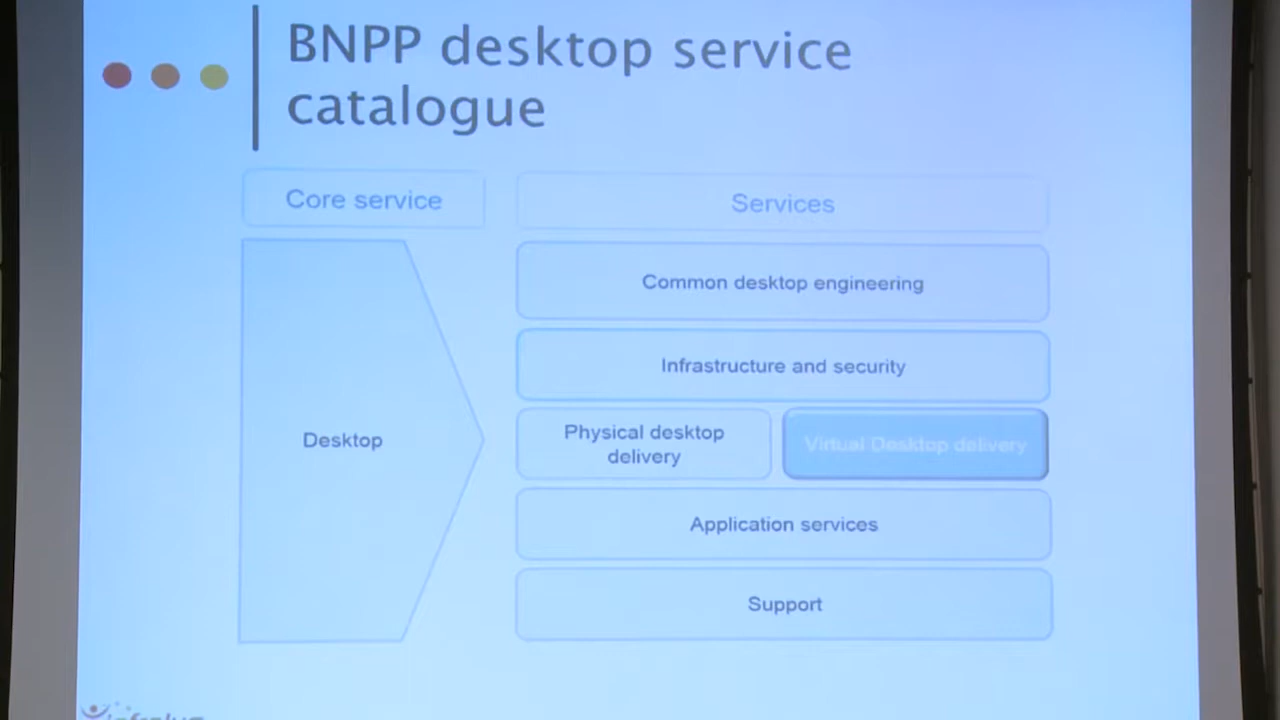 BNPP desktop service
catalogue
Core service
Services
Desktop
Common desktop engineering
Infrastructure and security
Physical desktop
delivery
Virtual Desktop delivery
Application services
Support